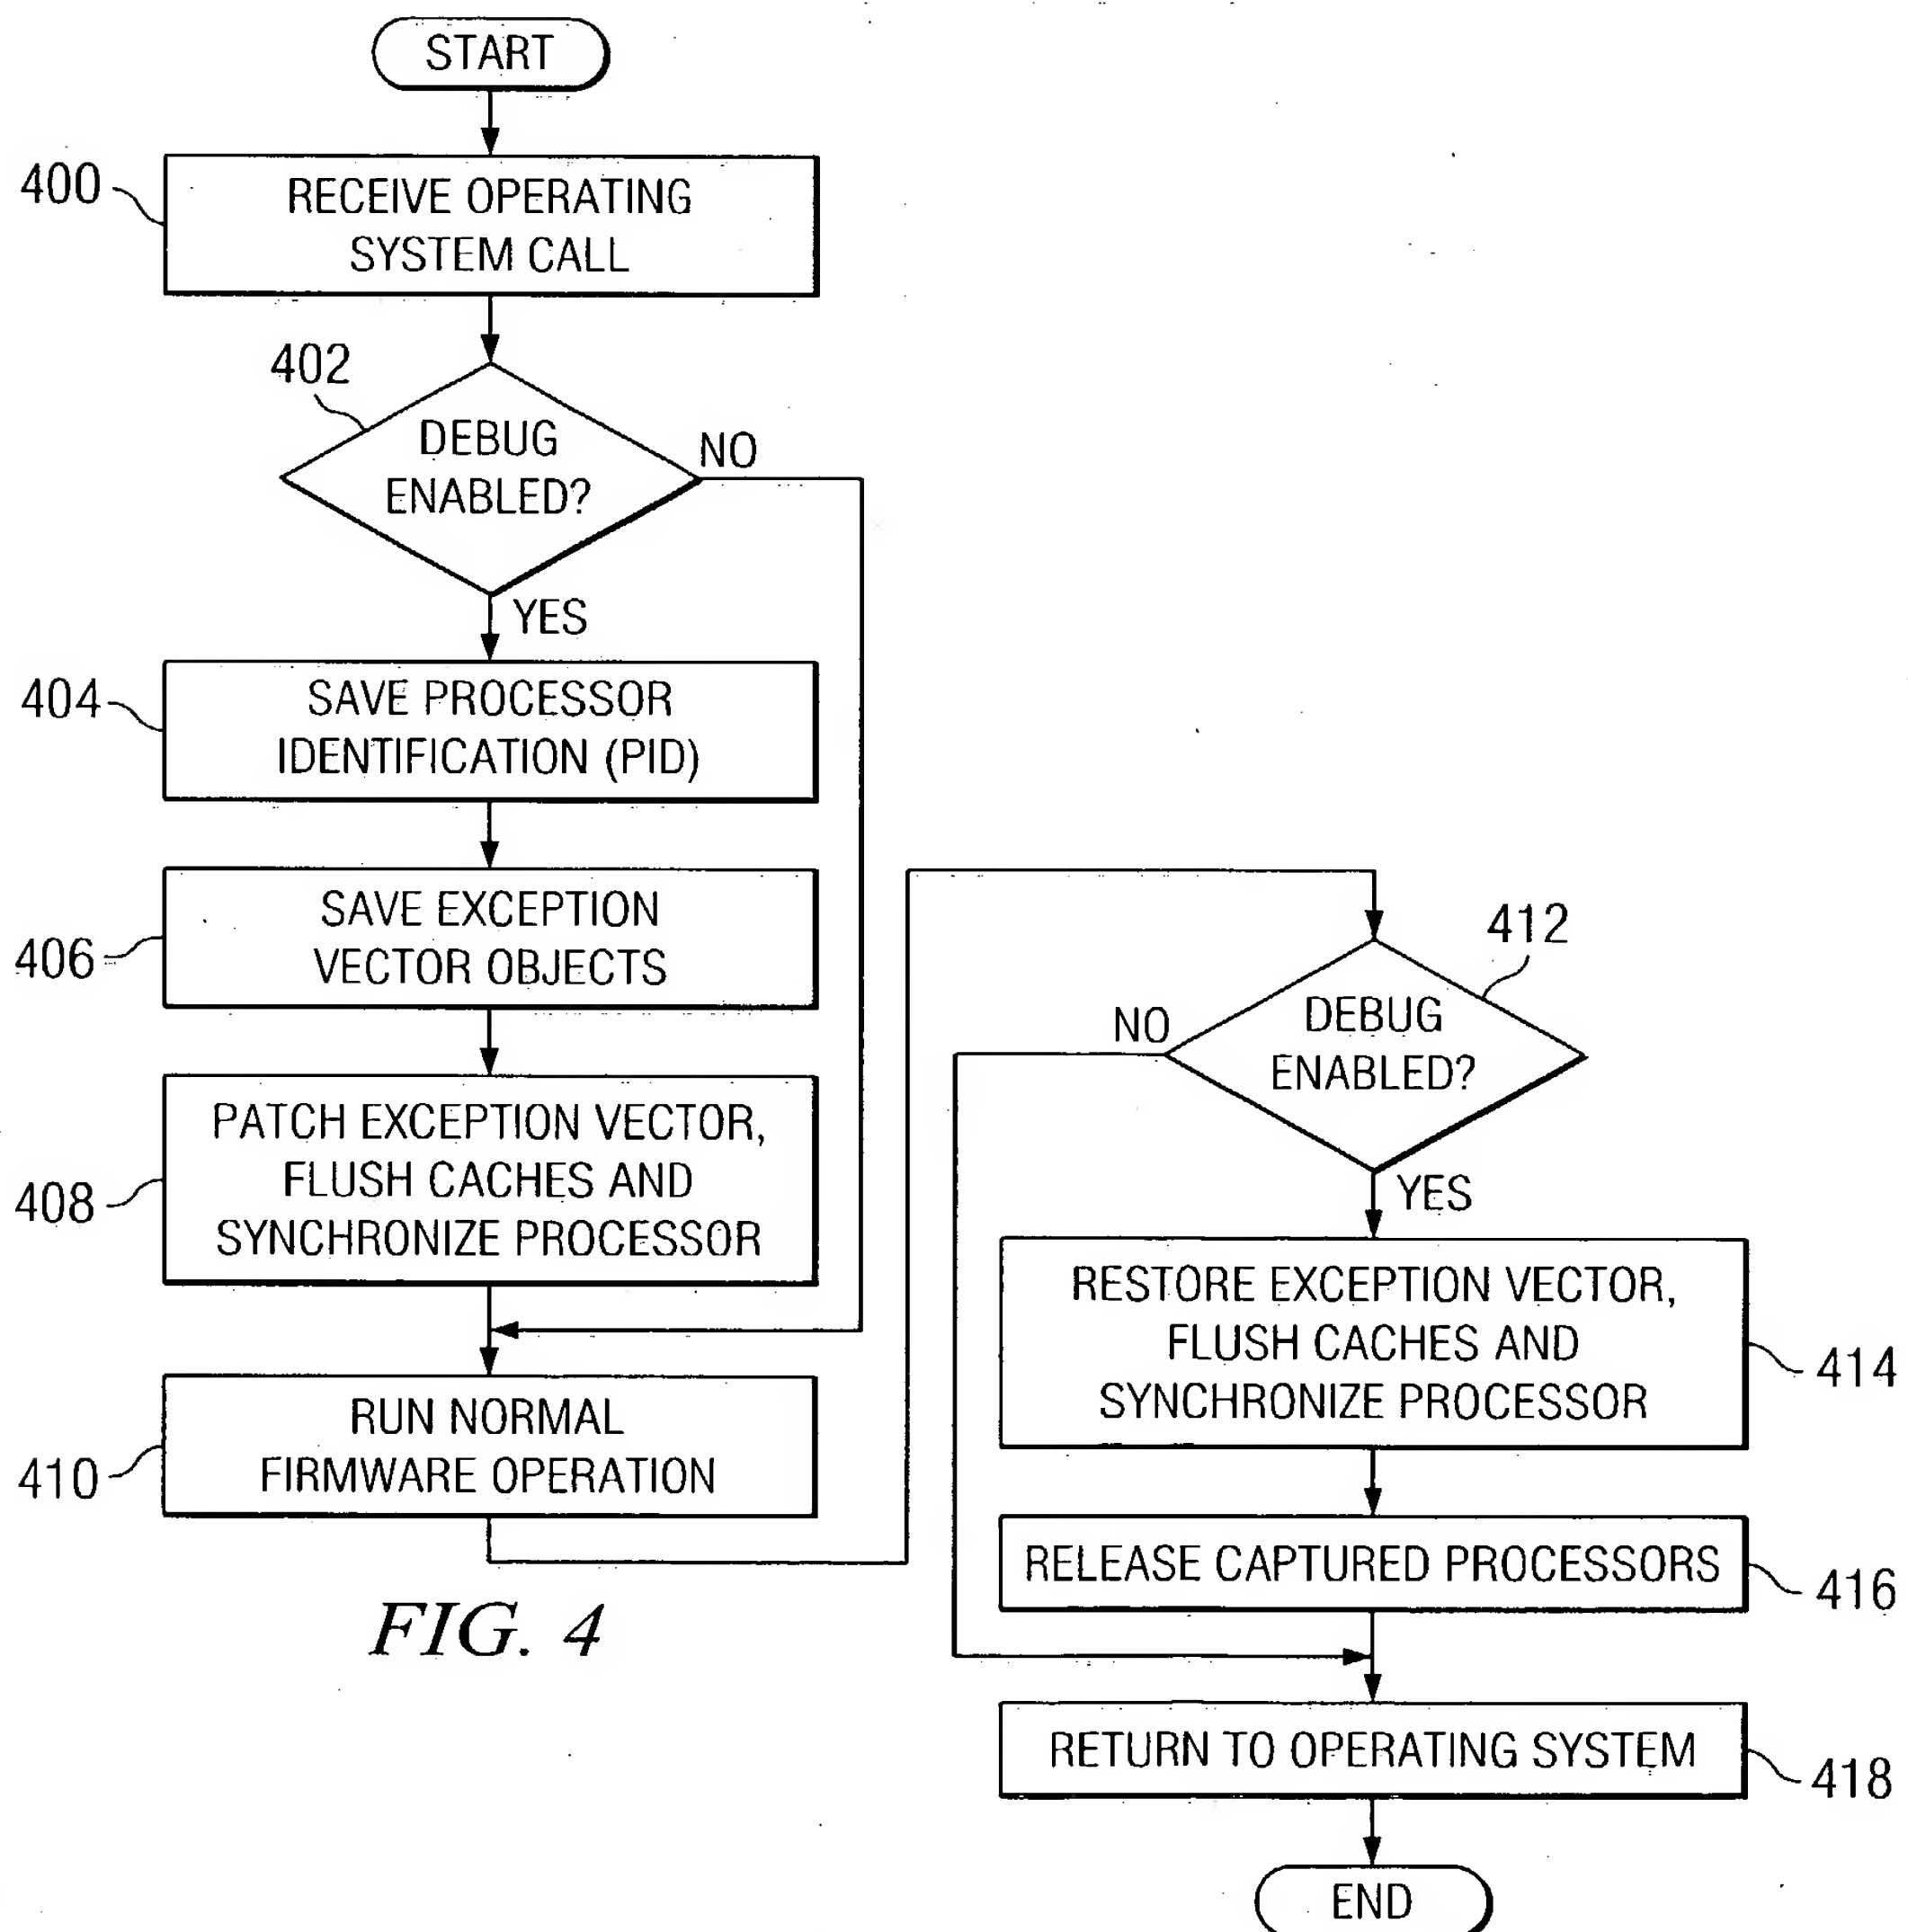 START
400
RECEIVE OPERATING
SYSTEM CALL
402
DEBUG
ENABLED?
NO
YES
404
SAVE PROCESSOR
IDENTIFICATION (PID)
406
SAVE EXCEPTION
VECTOR OBJECTS
408
PATCH EXCEPTION VECTOR,
FLUSH CACHES AND
SYNCHRONIZE PROCESSOR
410
RUN NORMAL
FIRMWARE OPERATION
FIG. 4
412
DEBUG
ENABLED?
NO
YES
RESTORE EXCEPTION VECTOR,
FLUSH CACHES AND
SYNCHRONIZE PROCESSOR
414
RELEASE CAPTURED PROCESSORS
416
RETURN TO OPERATING SYSTEM
418
END